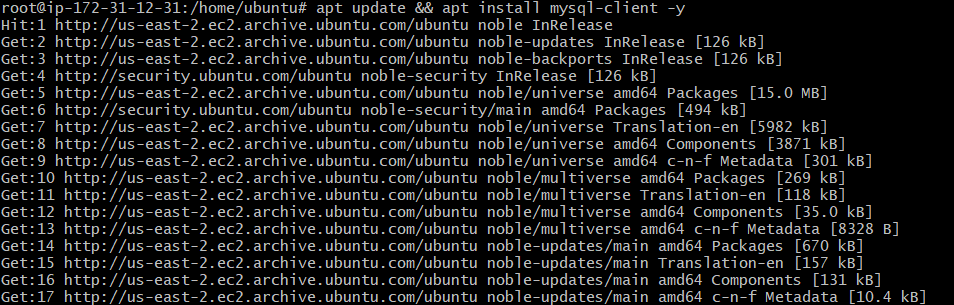 root@ip-172-31-12-31:/home/ubuntu# apt update && apt install mysql-client -y
Hit:1 http://us-east-2.ec2.archive.ubuntu.com/ubuntu noble InRelease
Get:2 http://us-east-2.ec2.archive.ubuntu.com/ubuntu noble-updates InRelease [126 kB]
Get:3 http://us-east-2.ec2.archive.ubuntu.com/ubuntu noble-backports InRelease [126 kB]
Get:4 http://security.ubuntu.com/ubuntu noble-security InRelease [126 kB]
Get:5 http://us-east-2.ec2.archive.ubuntu.com/ubuntu noble/universe amd64 Packages [15.0 MB]
Get:6 http://security.ubuntu.com/ubuntu noble-security/main amd64 Packages [494 kB]
Get:7 http://us-east-2.ec2.archive.ubuntu.com/ubuntu noble/universe Translation-en [5982 kB]
Get:8 http://us-east-2.ec2.archive.ubuntu.com/ubuntu noble/universe amd64 Components [3871 kB]
Get:9 http://us-east-2.ec2.archive.ubuntu.com/ubuntu noble/universe amd64 c-n-f Metadata [301 kB]
Get:10 http://us-east-2.ec2.archive.ubuntu.com/ubuntu noble/multiverse amd64 Packages [269 kB]
Get:11 http://us-east-2.ec2.archive.ubuntu.com/ubuntu noble/multiverse Translation-en [118 kB]
Get:12 http://us-east-2.ec2.archive.ubuntu.com/ubuntu noble/multiverse amd64 Components [35.0 kB]
Get:13 http://us-east-2.ec2.archive.ubuntu.com/ubuntu noble/multiverse amd64 c-n-f Metadata [8328 B]
Get:14 http://us-east-2.ec2.archive.ubuntu.com/ubuntu noble-updates/main amd64 Packages [670 kB]
Get:15 http://us-east-2.ec2.archive.ubuntu.com/ubuntu noble-updates/main Translation-en [157 kB]
Get:16 http://us-east-2.ec2.archive.ubuntu.com/ubuntu noble-updates/main amd64 Components [131 kB]
Get:17 http://us-east-2.ec2.archive.ubuntu.com/ubuntu noble-updates/main amd64 c-n-f Metadata [10.4 kB]